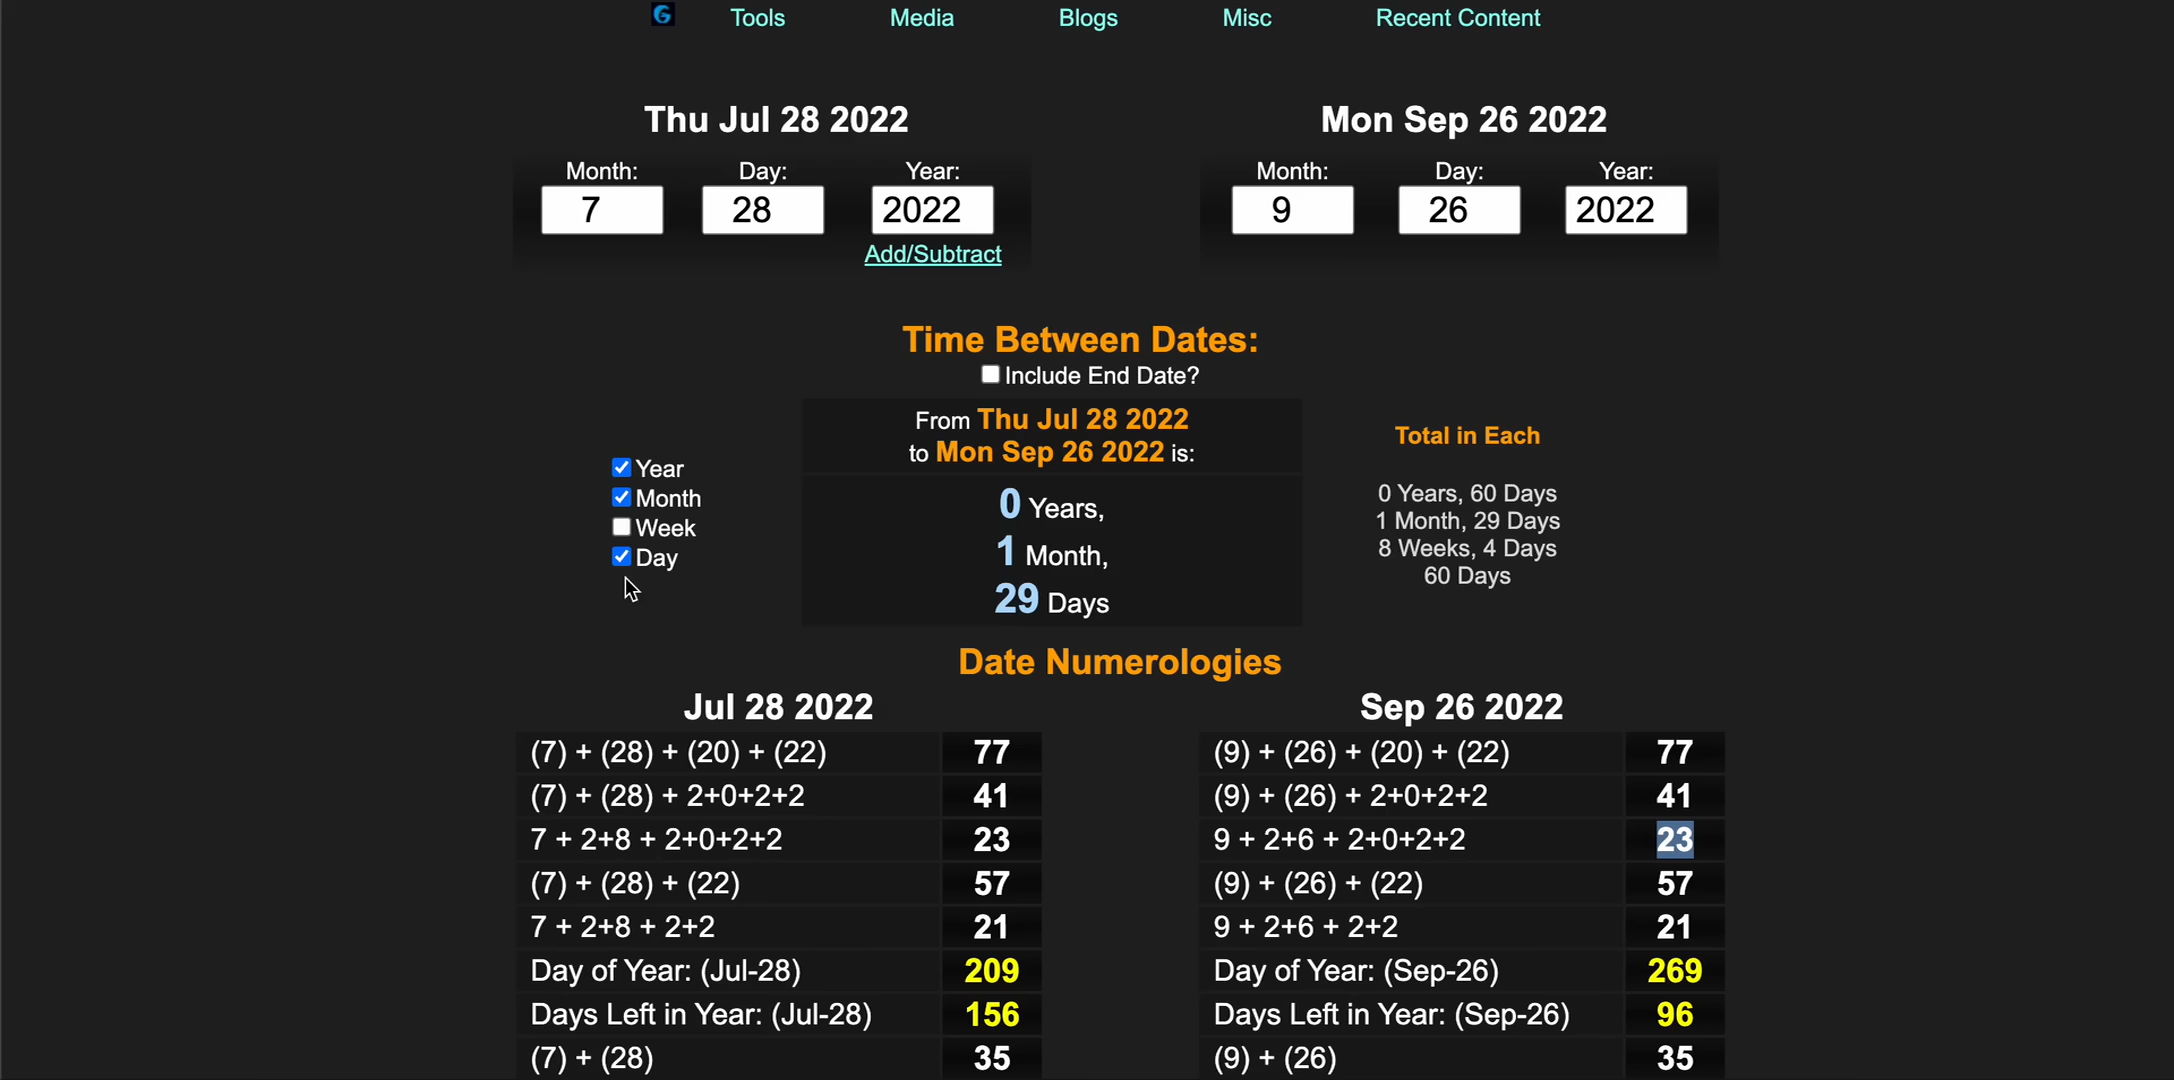 G Tools Media Blogs Misc Recent Content
Thu Jul 28 2022
Mon Sep 26 2022
Month: Day: Year:
7 28 2022
Add/Subtract
Month: Day: Year:
9 26 2022
Time Between Dates:
Include End Date?
Year
Month
Week
Day
From Thu Jul 28 2022
to Mon Sep 26 2022 is:
0 Years,
1 Month,
29 Days
Total in Each
0 Years, 60 Days
1 Month, 29 Days
8 Weeks, 4 Days
60 Days
Date Numerologies
Jul 28 2022
(7) + (28) + (20) + (22) 77
(7) + (28) + 2+0+2+2 41
7 + 2+8 + 2+0+2+2 23
(7) + (28) + (22) 57
7 + 2+8 + 2+2 21
Day of Year: (Jul-28) 209
Days Left in Year: (Jul-28) 156
(7) + (28) 35
Sep 26 2022
(9) + (26) + (20) + (22) 77
(9) + (26) + 2+0+2+2 41
9 + 2+6 + 2+0+2+2 23
(9) + (26) + (22) 57
9 + 2+6 + 2+2 21
Day of Year: (Sep-26) 269
Days Left in Year: (Sep-26) 96
(9) + (26) 35